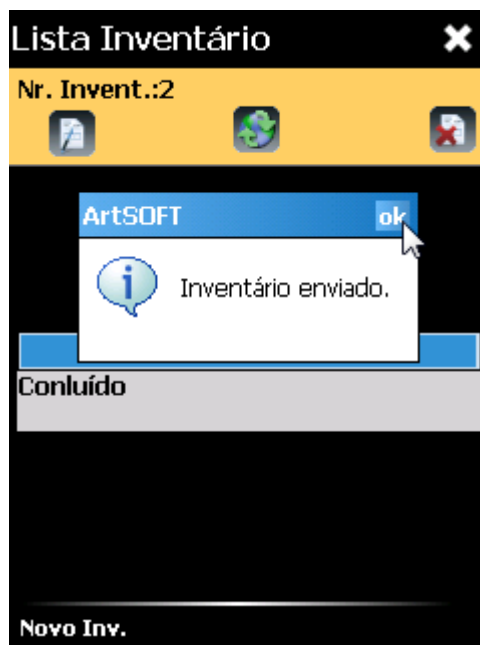 Lista Inventário
Nr. Invent.:2
ArtSOFT ok
Inventário enviado.
Conluído
Novo Inv.